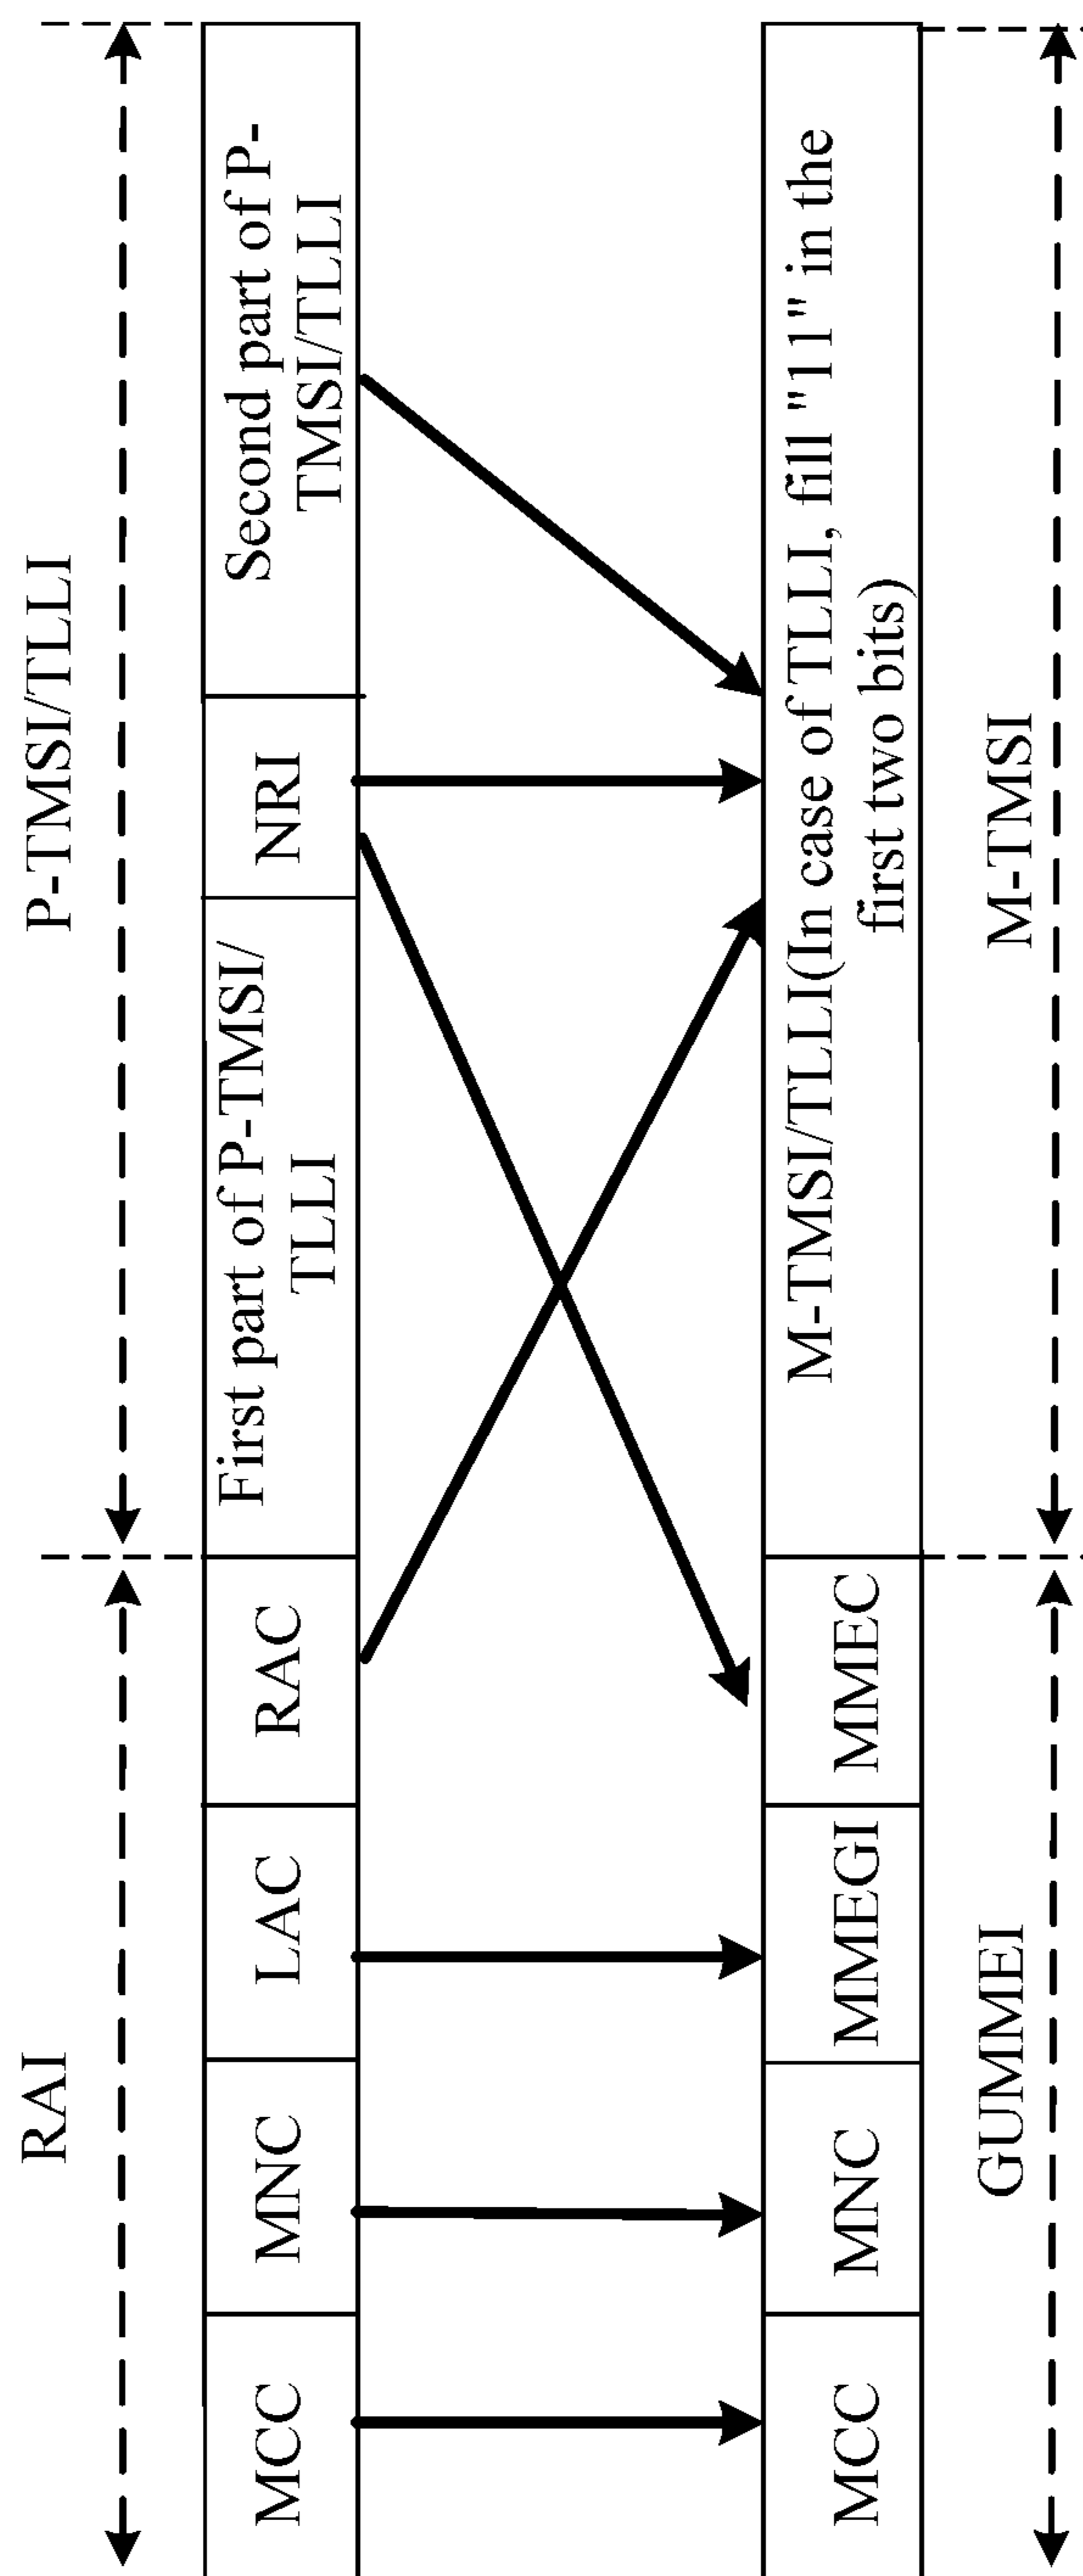 RAI
P-TMSI/TLLI
MCC
MNC
LAC
RAC
First part of P-TMSI/
TLLI
NRI
Second part of P-
TMSI/TLLI
MCC
MNC
MMEGI
MMEC
M-TMSI/TLLI(In case of TLLI, fill "11" in the
first two bits)
GUMMEI
M-TMSI